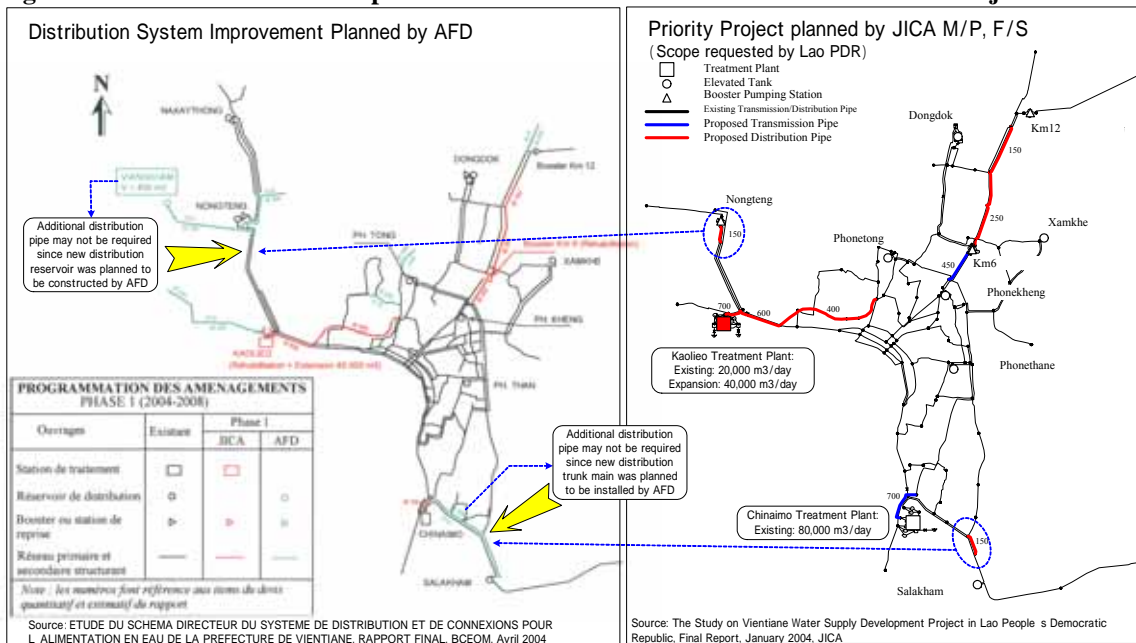 Distribution System Improvement Planned by AFD
N
NAXAYTHONG
DONGDOK
Booster Km 12
NONGTENG
Additional distribution
pipe may not be required
since new distribution
reservoir was planned to
be constructed by AFD
PH. TONG
XAMKHE
PH. KHENG
KAOLIEO
PH. THAN
PROGRAMMATION DES AMENAGEMENTS
PHASE 1 (2004-2008)
Ouvrages
Existant
Phase 1
JICA
AFD
Station de traitement
Réservoir de distribution
Booster ou station de
reprise
Réseau primaire et
secondaire structurant
Note : les numéros font référence aux items du devis
quantitatif et estimatif du rapport
Additional distribution
pipe may not be required
since new distribution
trunk main was planned
to be installed by AFD
CHINAIMO
SALAKHAM
Source: ETUDE DU SCHEMA DIRECTEUR DU SYSTEME DE DISTRIBUTION ET DE CONNEXIONS POUR
L ALIMENTATION EN EAU DE LA PREFECTURE DE VIENTIANE, RAPPORT FINAL, BCEOM, Avril 2004
Priority Project planned by JICA M/P, F/S
(Scope requested by Lao PDR)
Treatment Plant
Elevated Tank
Booster Pumping Station
Existing Transmission/Distribution Pipe
Proposed Transmission Pipe
Proposed Distribution Pipe
Dongdok
Km12
150
Nongteng
150
250
Xamkhe
Phonetong
Km6
450
Phonekheng
700
600
400
Kaolieo Treatment Plant:
Existing: 20,000 m3/day
Expansion: 40,000 m3/day
Phonethane
700
Chinaimo Treatment Plant:
Existing: 80,000 m3/day
150
Salakham
Source: The Study on Vientiane Water Supply Development Project in Lao People s Democratic
Republic, Final Report, January 2004, JICA